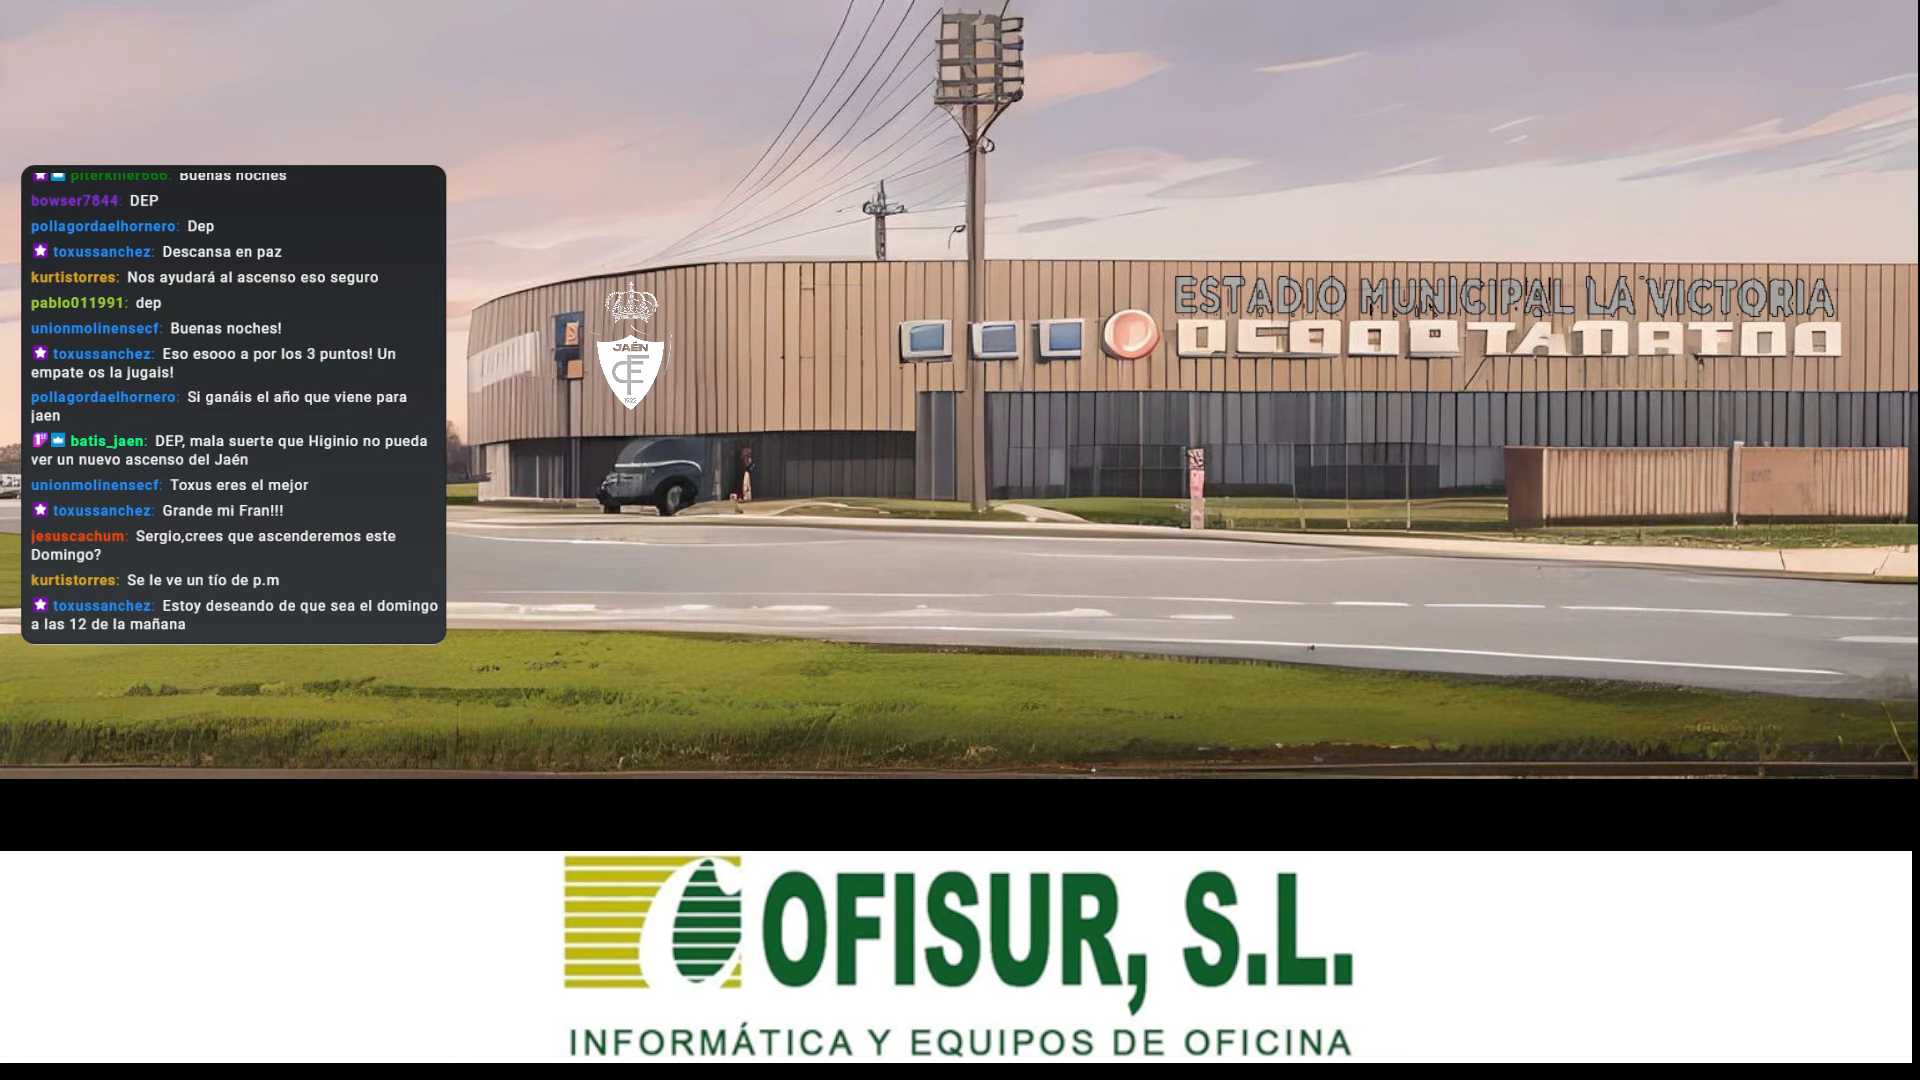 piterkiller666: Buenas noches
bowser7844: DEP
pollagordaelhornero: Dep
toxussanchez: Descansa en paz
kurtistorres: Nos ayudará al ascenso eso seguro
pablo011991: dep
unionmolinensecf: Buenas noches!
toxussanchez: Eso esooo a por los 3 puntos! Un
empate os la jugais!
pollagordaelhornero: Si ganáis el año que viene para
jaen
batis_jaen: DEP, mala suerte que Higinio no pueda
ver un nuevo ascenso del Jaén
unionmolinensecf: Toxus eres el mejor
toxussanchez: Grande mi Fran!!!
jesuscachum: Sergio,crees que ascenderemos este
Domingo?
kurtistorres: Se le ve un tío de p.m
toxussanchez: Estoy deseando de que sea el domingo
a las 12 de la mañana
ESTADIO MUNICIPAL LA VICTORIA
JAÉN
CF
1922
OFISUR, S.L.
INFORMÁTICA Y EQUIPOS DE OFICINA